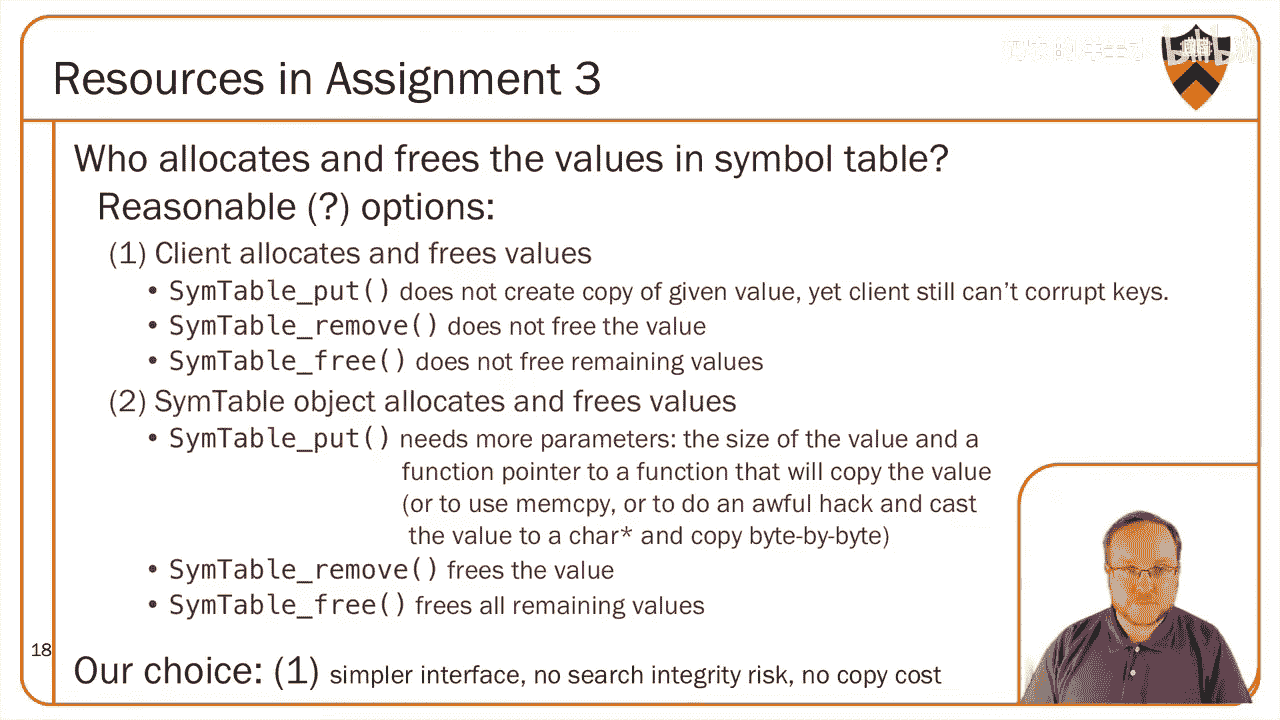 Resources in Assignment 3
Who allocates and frees the values in symbol table?
Reasonable (?) options:
(1) Client allocates and frees values
• SymTable_put() does not create copy of given value, yet client still can’t corrupt keys.
• SymTable_remove() does not free the value
• SymTable_free() does not free remaining values
(2) SymTable object allocates and frees values
• SymTable_put() needs more parameters: the size of the value and a
function pointer to a function that will copy the value
(or to use memcpy, or to do an awful hack and cast
the value to a char* and copy byte-by-byte)
• SymTable_remove() frees the value
• SymTable_free() frees all remaining values
18
Our choice: (1) simpler interface, no search integrity risk, no copy cost